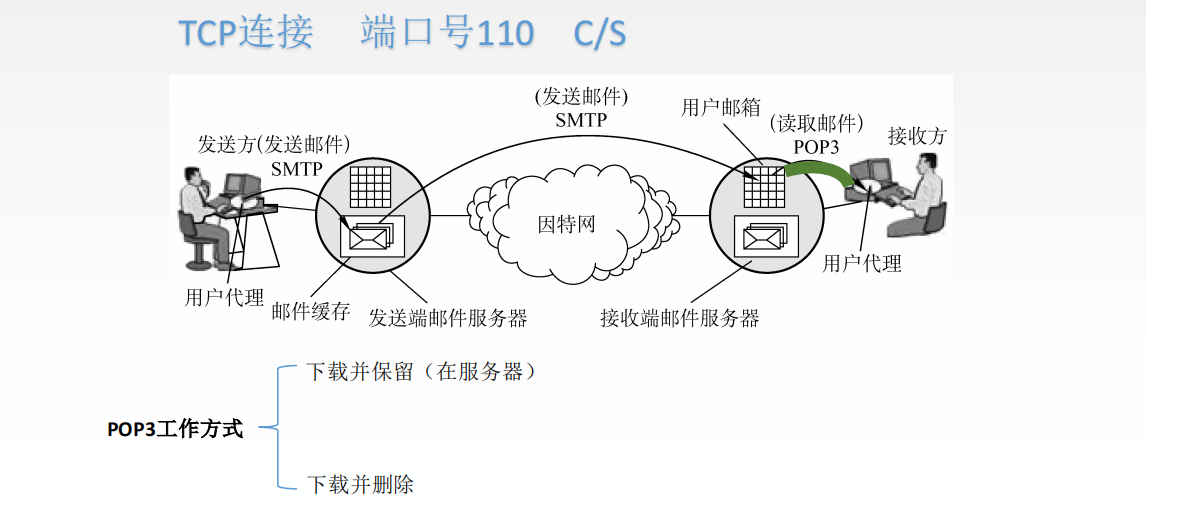 TCP连接 端口号110 C/S
(发送邮件)
SMTP
用户邮箱
(读取邮件)
POP3
接收方
发送方(发送邮件)
SMTP
因特网
用户代理
用户代理
邮件缓存
发送端邮件服务器
接收端邮件服务器
下载并保留（在服务器）
POP3工作方式
下载并删除